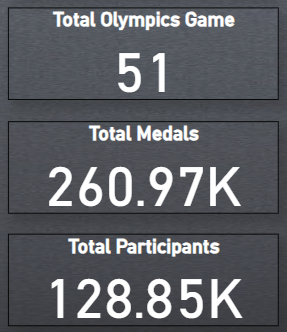 Total Olympics Game
51
Total Medals
260.97K
Total Participants
128.85K